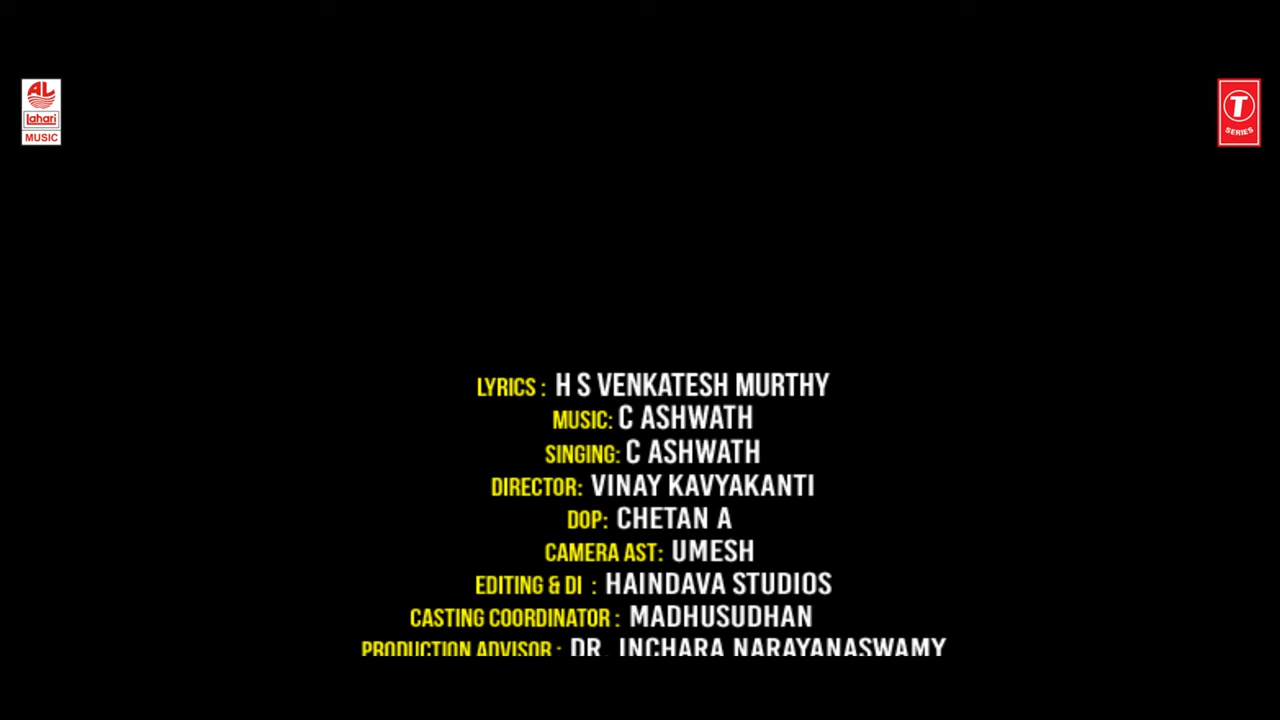 AL
Lahari
MUSIC
T
SERIES
LYRICS : H S VENKATESH MURTHY
MUSIC: C ASHWATH
SINGING: C ASHWATH
DIRECTOR: VINAY KAVYAKANTI
DOP: CHETAN A
CAMERA AST: UMESH
EDITING & DI : HAINDAVA STUDIOS
CASTING COORDINATOR : MADHUSUDHAN
PRODUCTION ADVISOR : DR. INCHARA NARAYANASWAMY